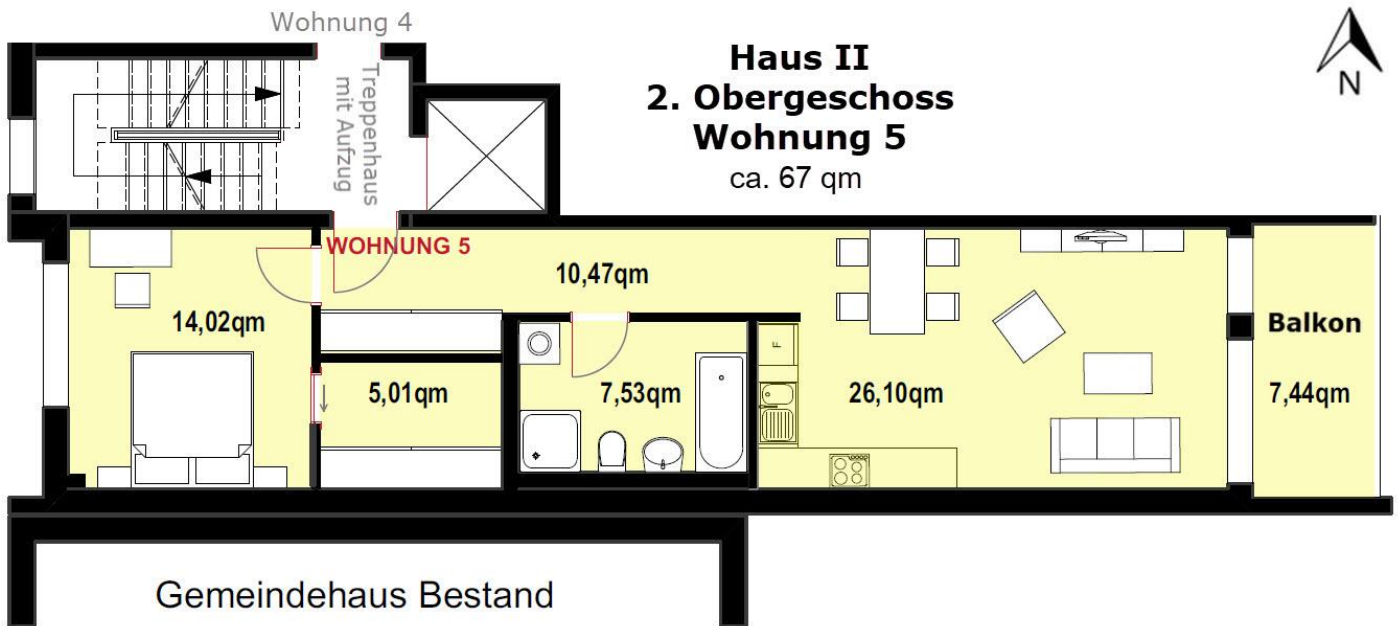 Wohnung 4
Treppenhaus
mit Aufzug
Haus II
2. Obergeschoss
Wohnung 5
ca. 67 qm
N
WOHNUNG 5
10,47qm
14,02qm
5,01qm
7,53qm
F
26,10qm
Balkon
7,44qm
Gemeindehaus Bestand